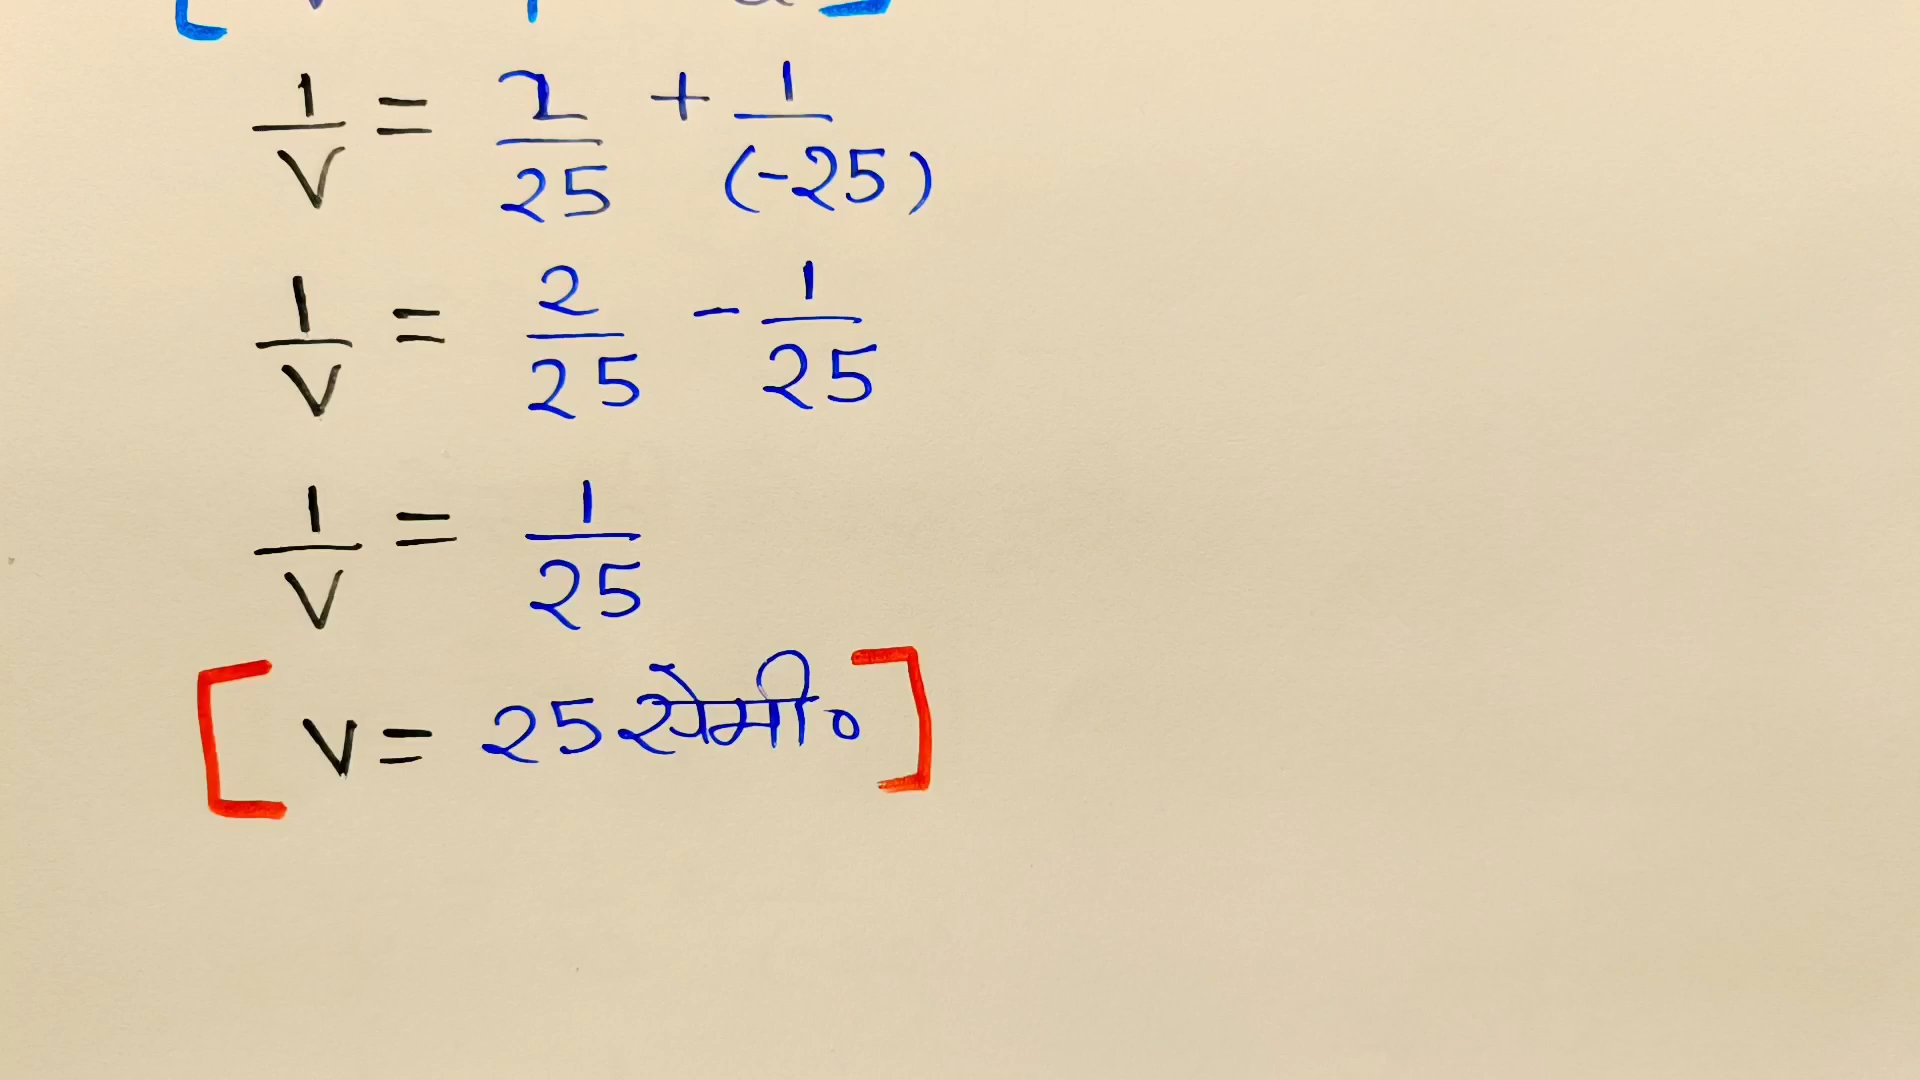 1/V = 2/25 + 1/(-25)
1/V = 2/25 - 1/25
1/V = 1/25
[ V = 25 सेमी० ]